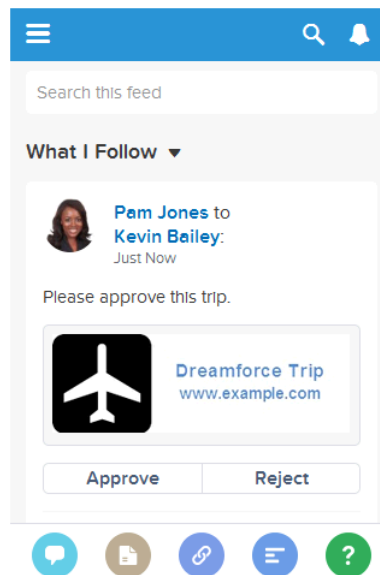 Search this feed
What I Follow
Pam Jones to
Kevin Bailey:
Just Now
Please approve this trip.
Dreamforce Trip
www.example.com
Approve
Reject
?